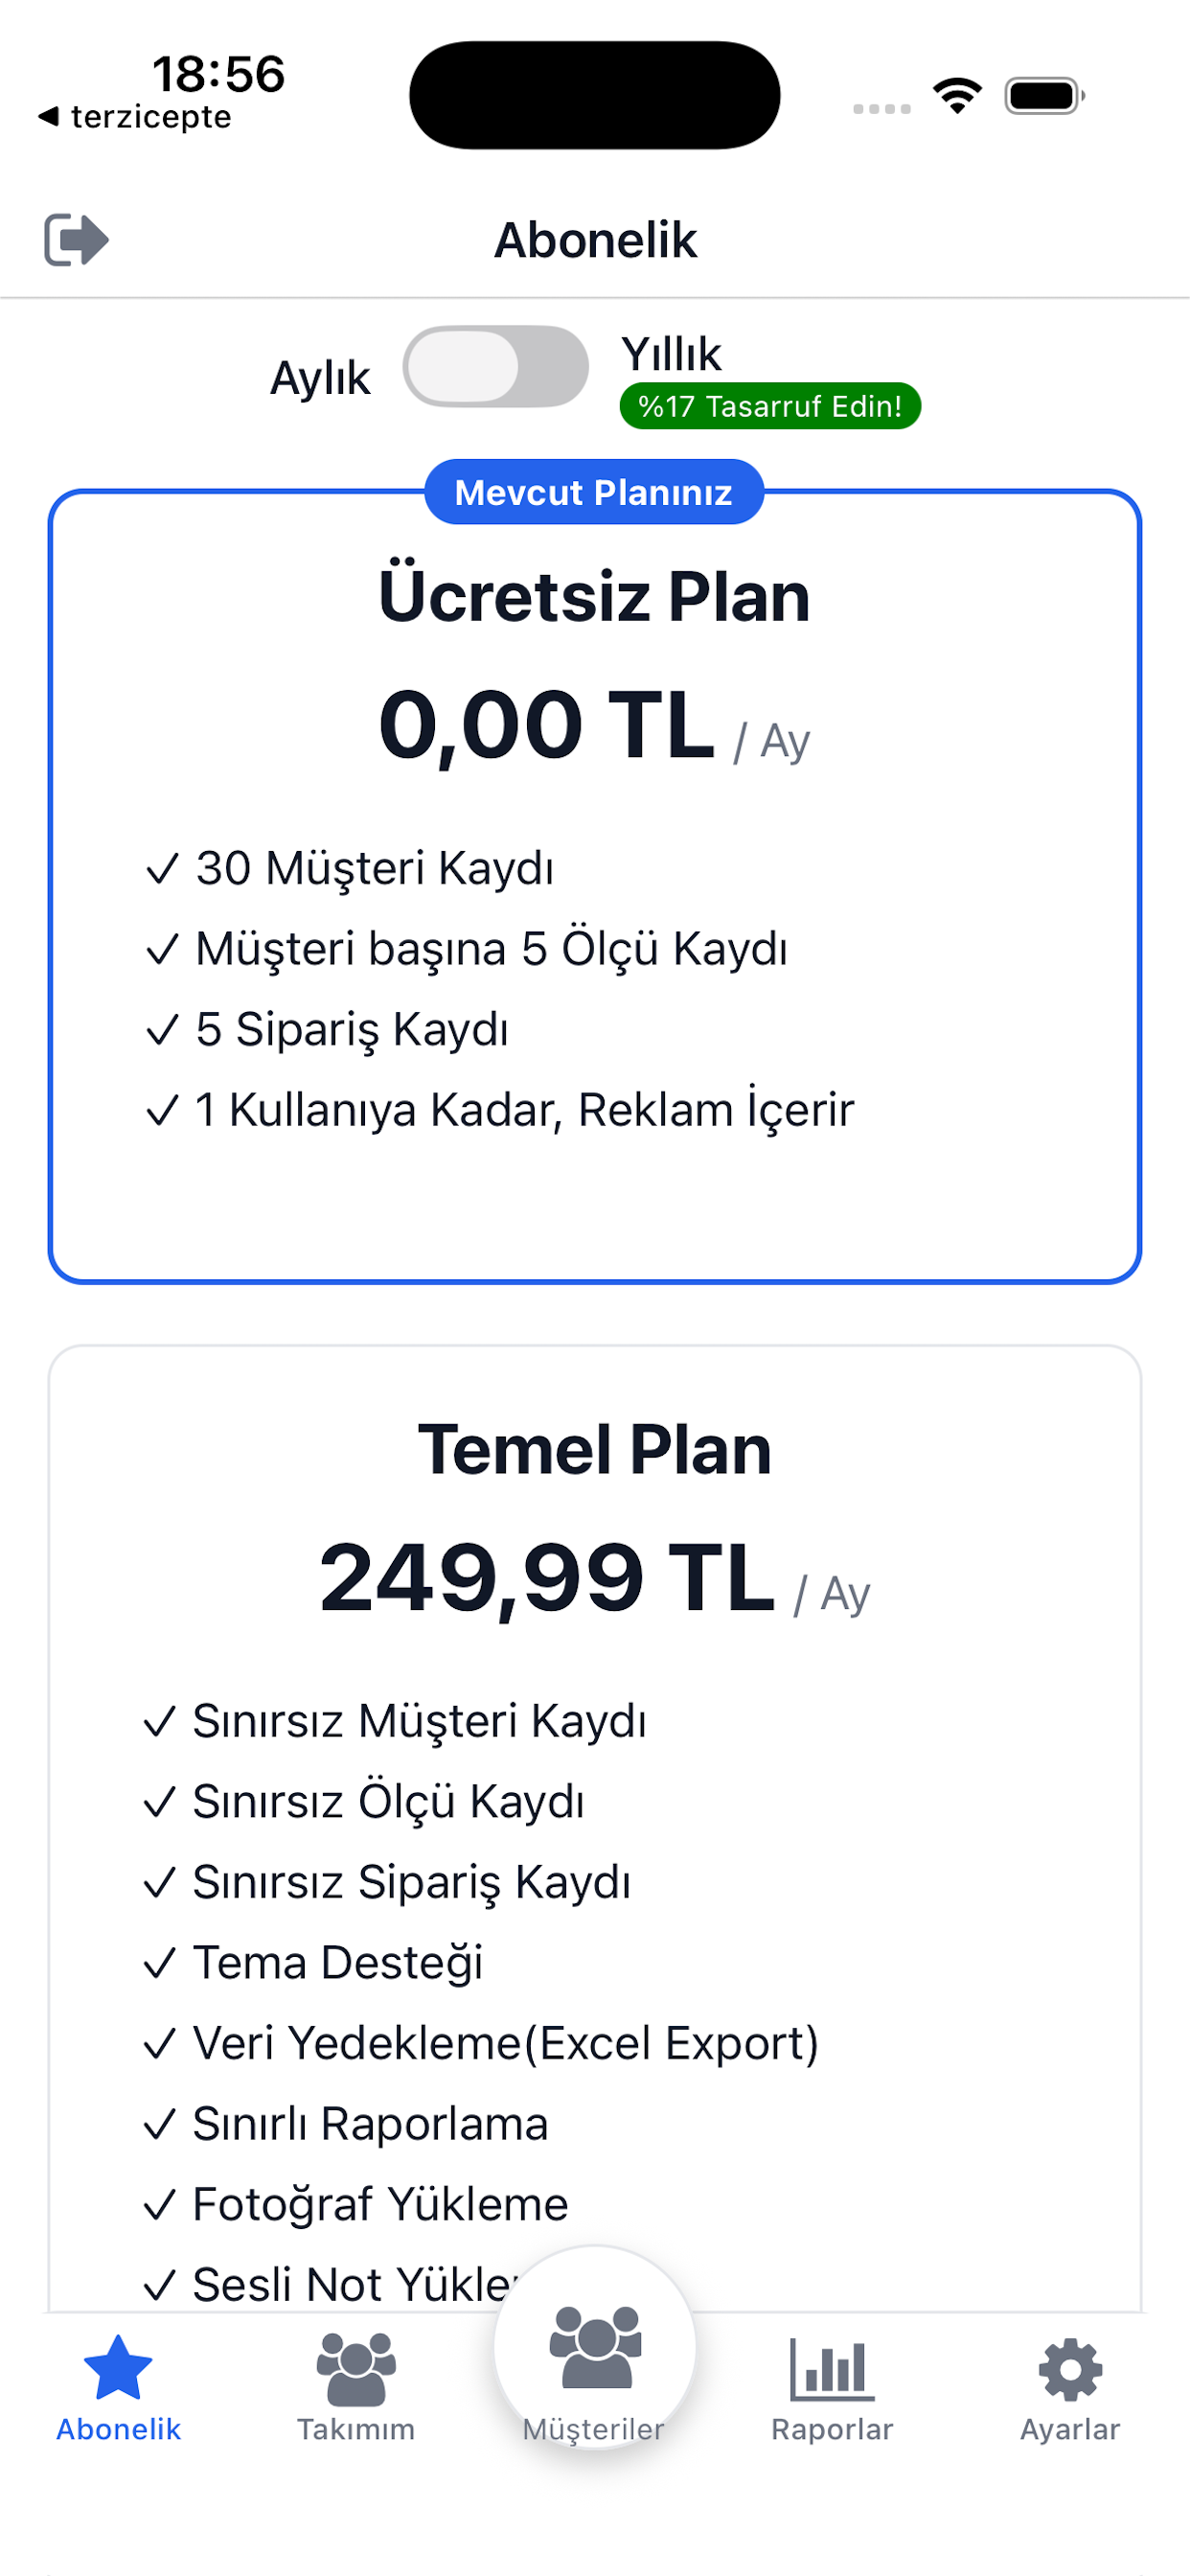 18:56
◀ terzicepte
Abonelik
Aylık
Yıllık
%17 Tasarruf Edin!
Mevcut Planınız
Ücretsiz Plan
0,00 TL / Ay
✓ 30 Müşteri Kaydı
✓ Müşteri başına 5 Ölçü Kaydı
✓ 5 Sipariş Kaydı
✓ 1 Kullanıya Kadar, Reklam İçerir
Temel Plan
249,99 TL / Ay
✓ Sınırsız Müşteri Kaydı
✓ Sınırsız Ölçü Kaydı
✓ Sınırsız Sipariş Kaydı
✓ Tema Desteği
✓ Veri Yedekleme(Excel Export)
✓ Sınırlı Raporlama
✓ Fotoğraf Yükleme
✓ Sesli Not
Abonelik
Takımım
Müşteriler
Raporlar
Ayarlar